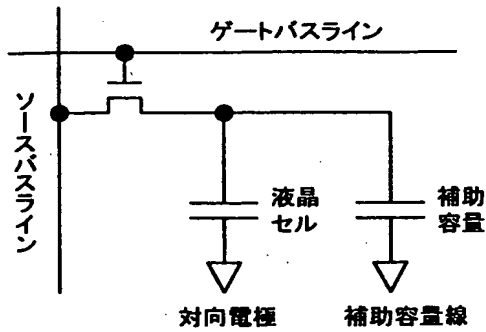 ゲートバスライン
ソースバスライン
液晶
セル
補助
容量
対向電極
補助容量線